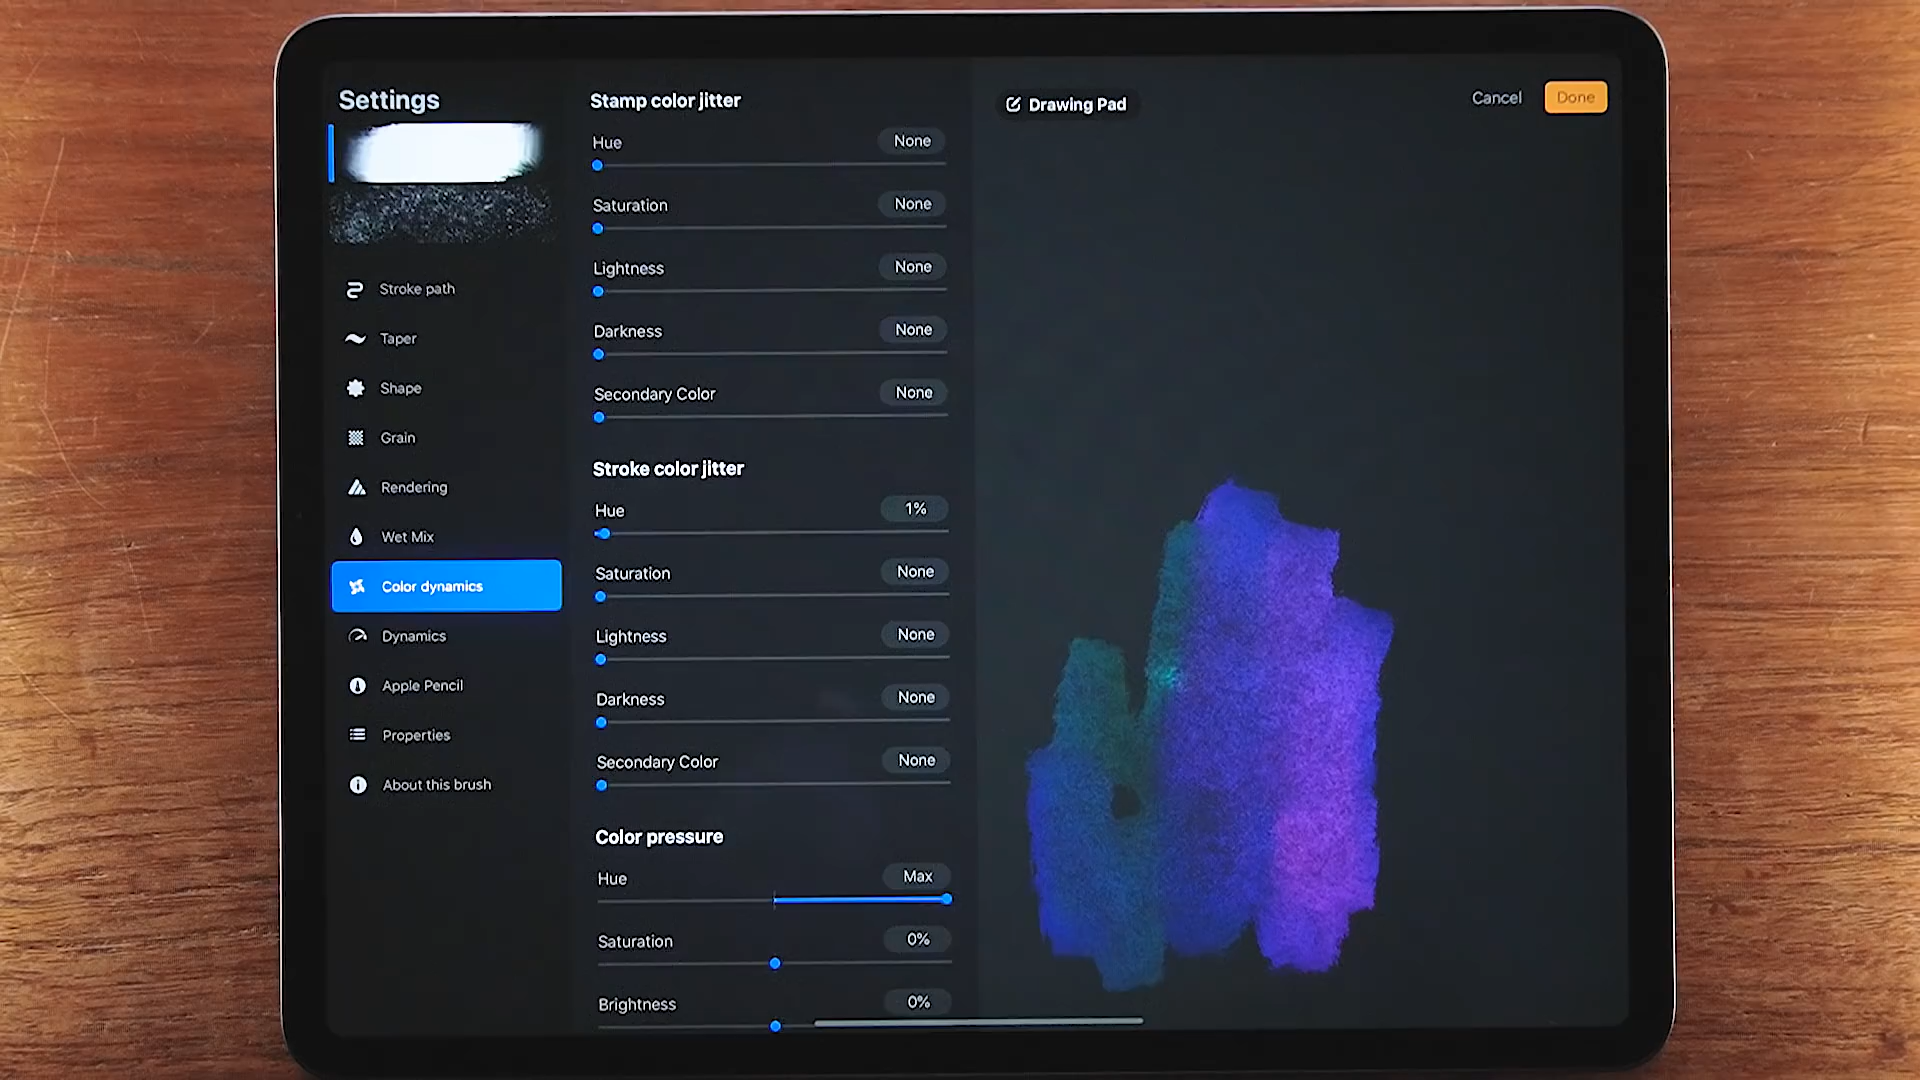 Settings
Stroke path
Taper
Shape
Grain
Rendering
Wet Mix
Color dynamics
Dynamics
Apple Pencil
Properties
About this brush
Stamp color jitter
Hue None
Saturation None
Lightness None
Darkness None
Secondary Color None
Stroke color jitter
Hue 1%
Saturation None
Lightness None
Darkness None
Secondary Color None
Color pressure
Hue Max
Saturation 0%
Brightness 0%
Drawing Pad
Cancel
Done